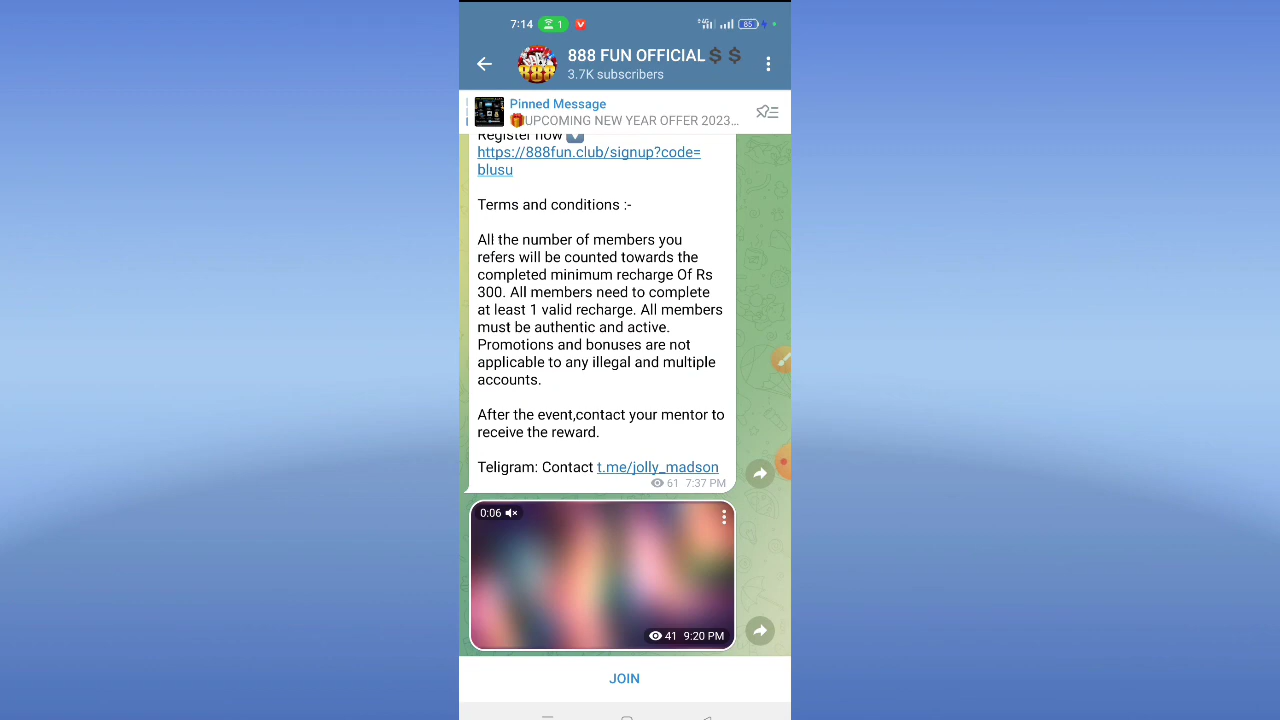 7:14 1 4G 85
888 FUN OFFICIAL💲💲
3.7K subscribers
Pinned Message
🎁UPCOMING NEW YEAR OFFER 2023...
Register now ⬇️
https://888fun.club/signup?code=
blusu
Terms and conditions :-
All the number of members you
refers will be counted towards the
completed minimum recharge Of Rs
300. All members need to complete
at least 1 valid recharge. All members
must be authentic and active.
Promotions and bonuses are not
applicable to any illegal and multiple
accounts.
After the event,contact your mentor to
receive the reward.
Teligram: Contact t.me/jolly_madson
61 7:37 PM
0:06
41 9:20 PM
JOIN